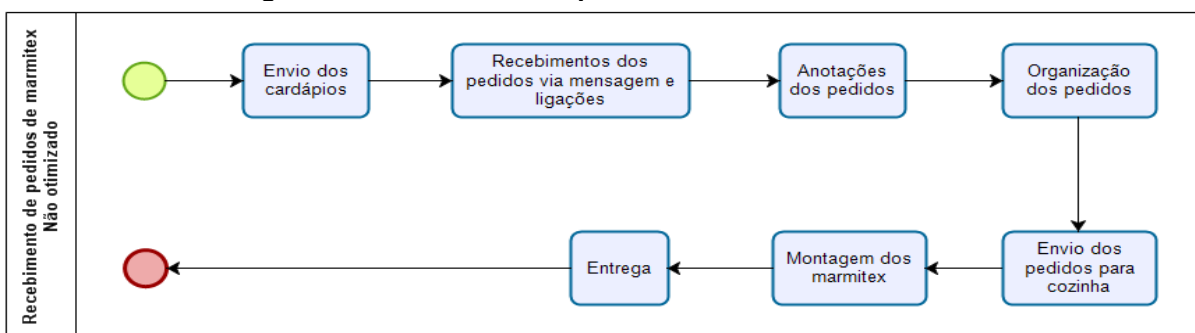 Recebimento de pedidos de marmitex
Não otimizado
Envio dos
cardápios
Recebimentos dos
pedidos via mensagem e
ligações
Anotações
dos pedidos
Organização
dos pedidos
Envio dos
pedidos para
cozinha
Montagem dos
marmitex
Entrega